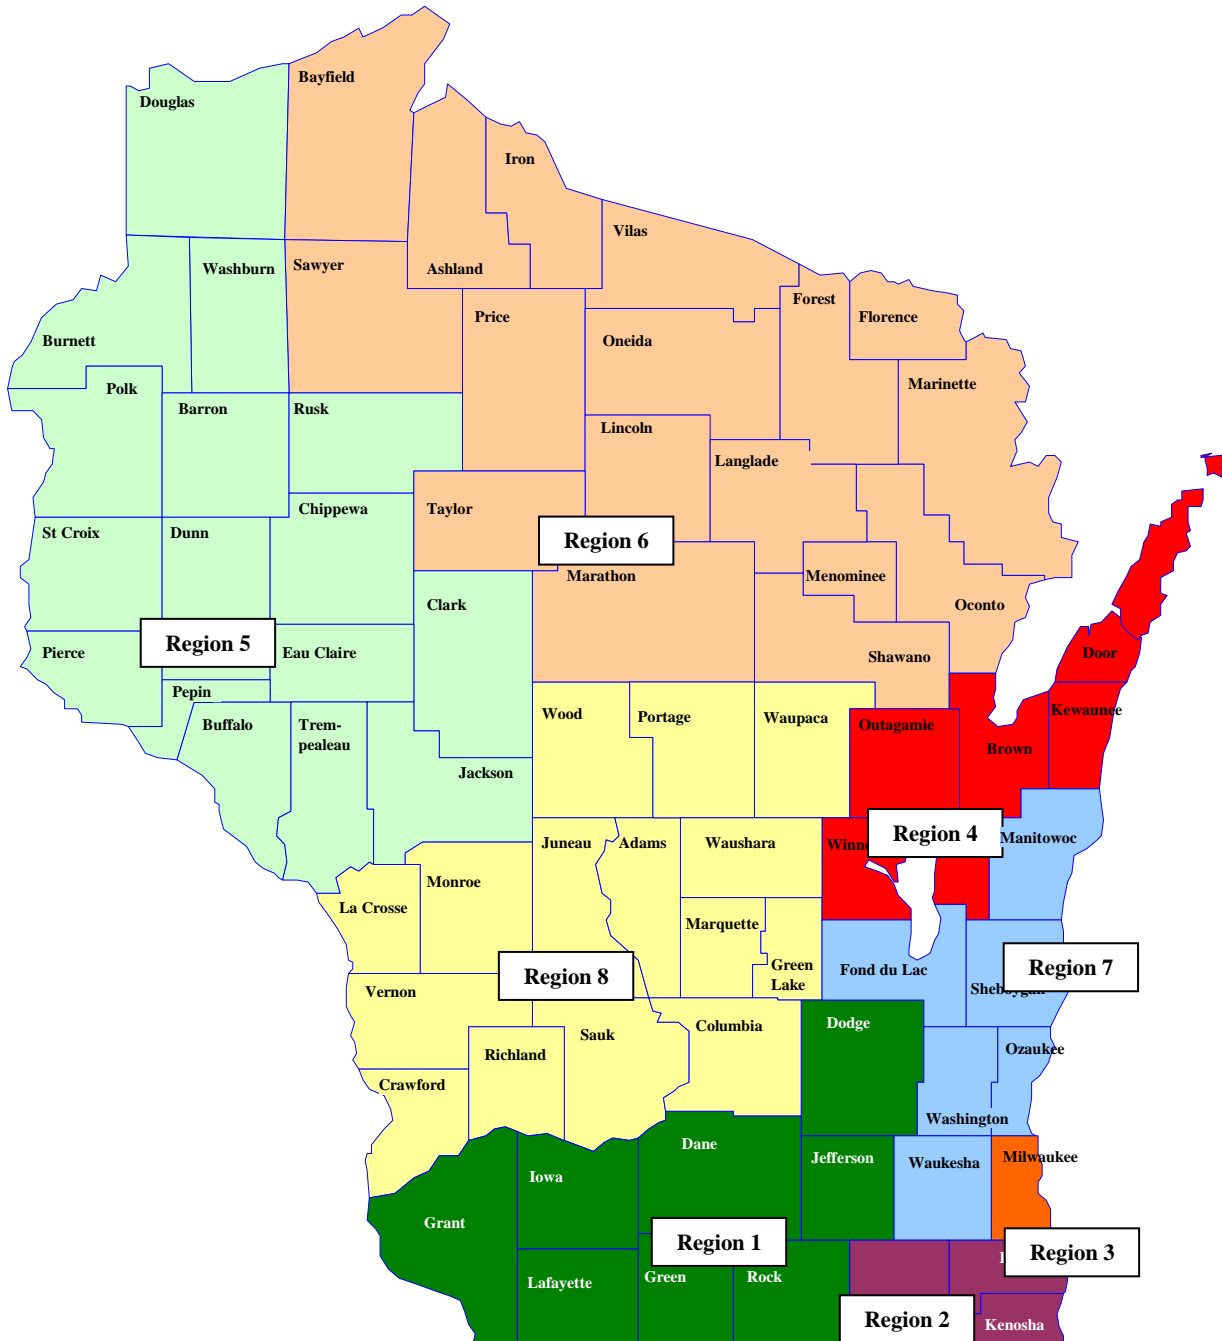 Bayfield
Douglas
Iron
Vilas
Washburn
Sawyer
Ashland
Forest
Florence
Price
Oneida
Burnett
Polk
Marinette
Barron
Rusk
Lincoln
Langlade
Taylor
Chippewa
St Croix
Dunn
Region 6
Marathon
Menominee
Clark
Oconto
Region 5
Eau Claire
Pierce
Shawano
Door
Pepin
Buffalo
Trem-
pealeau
Wood
Portage
Waupaca
Outagamie
Kewaunee
Brown
Jackson
Region 4
Manitowoc
Juneau
Adams
Waushara
Monroe
La Crosse
Marquette
Green
Lake
Fond du Lac
Region 7
Region 8
Sheboygan
Vernon
Sauk
Columbia
Dodge
Richland
Ozaukee
Crawford
Washington
Dane
Jefferson
Waukesha
Milwaukee
Iowa
Grant
Region 1
Region 3
Lafayette
Green
Rock
Region 2
Kenosha